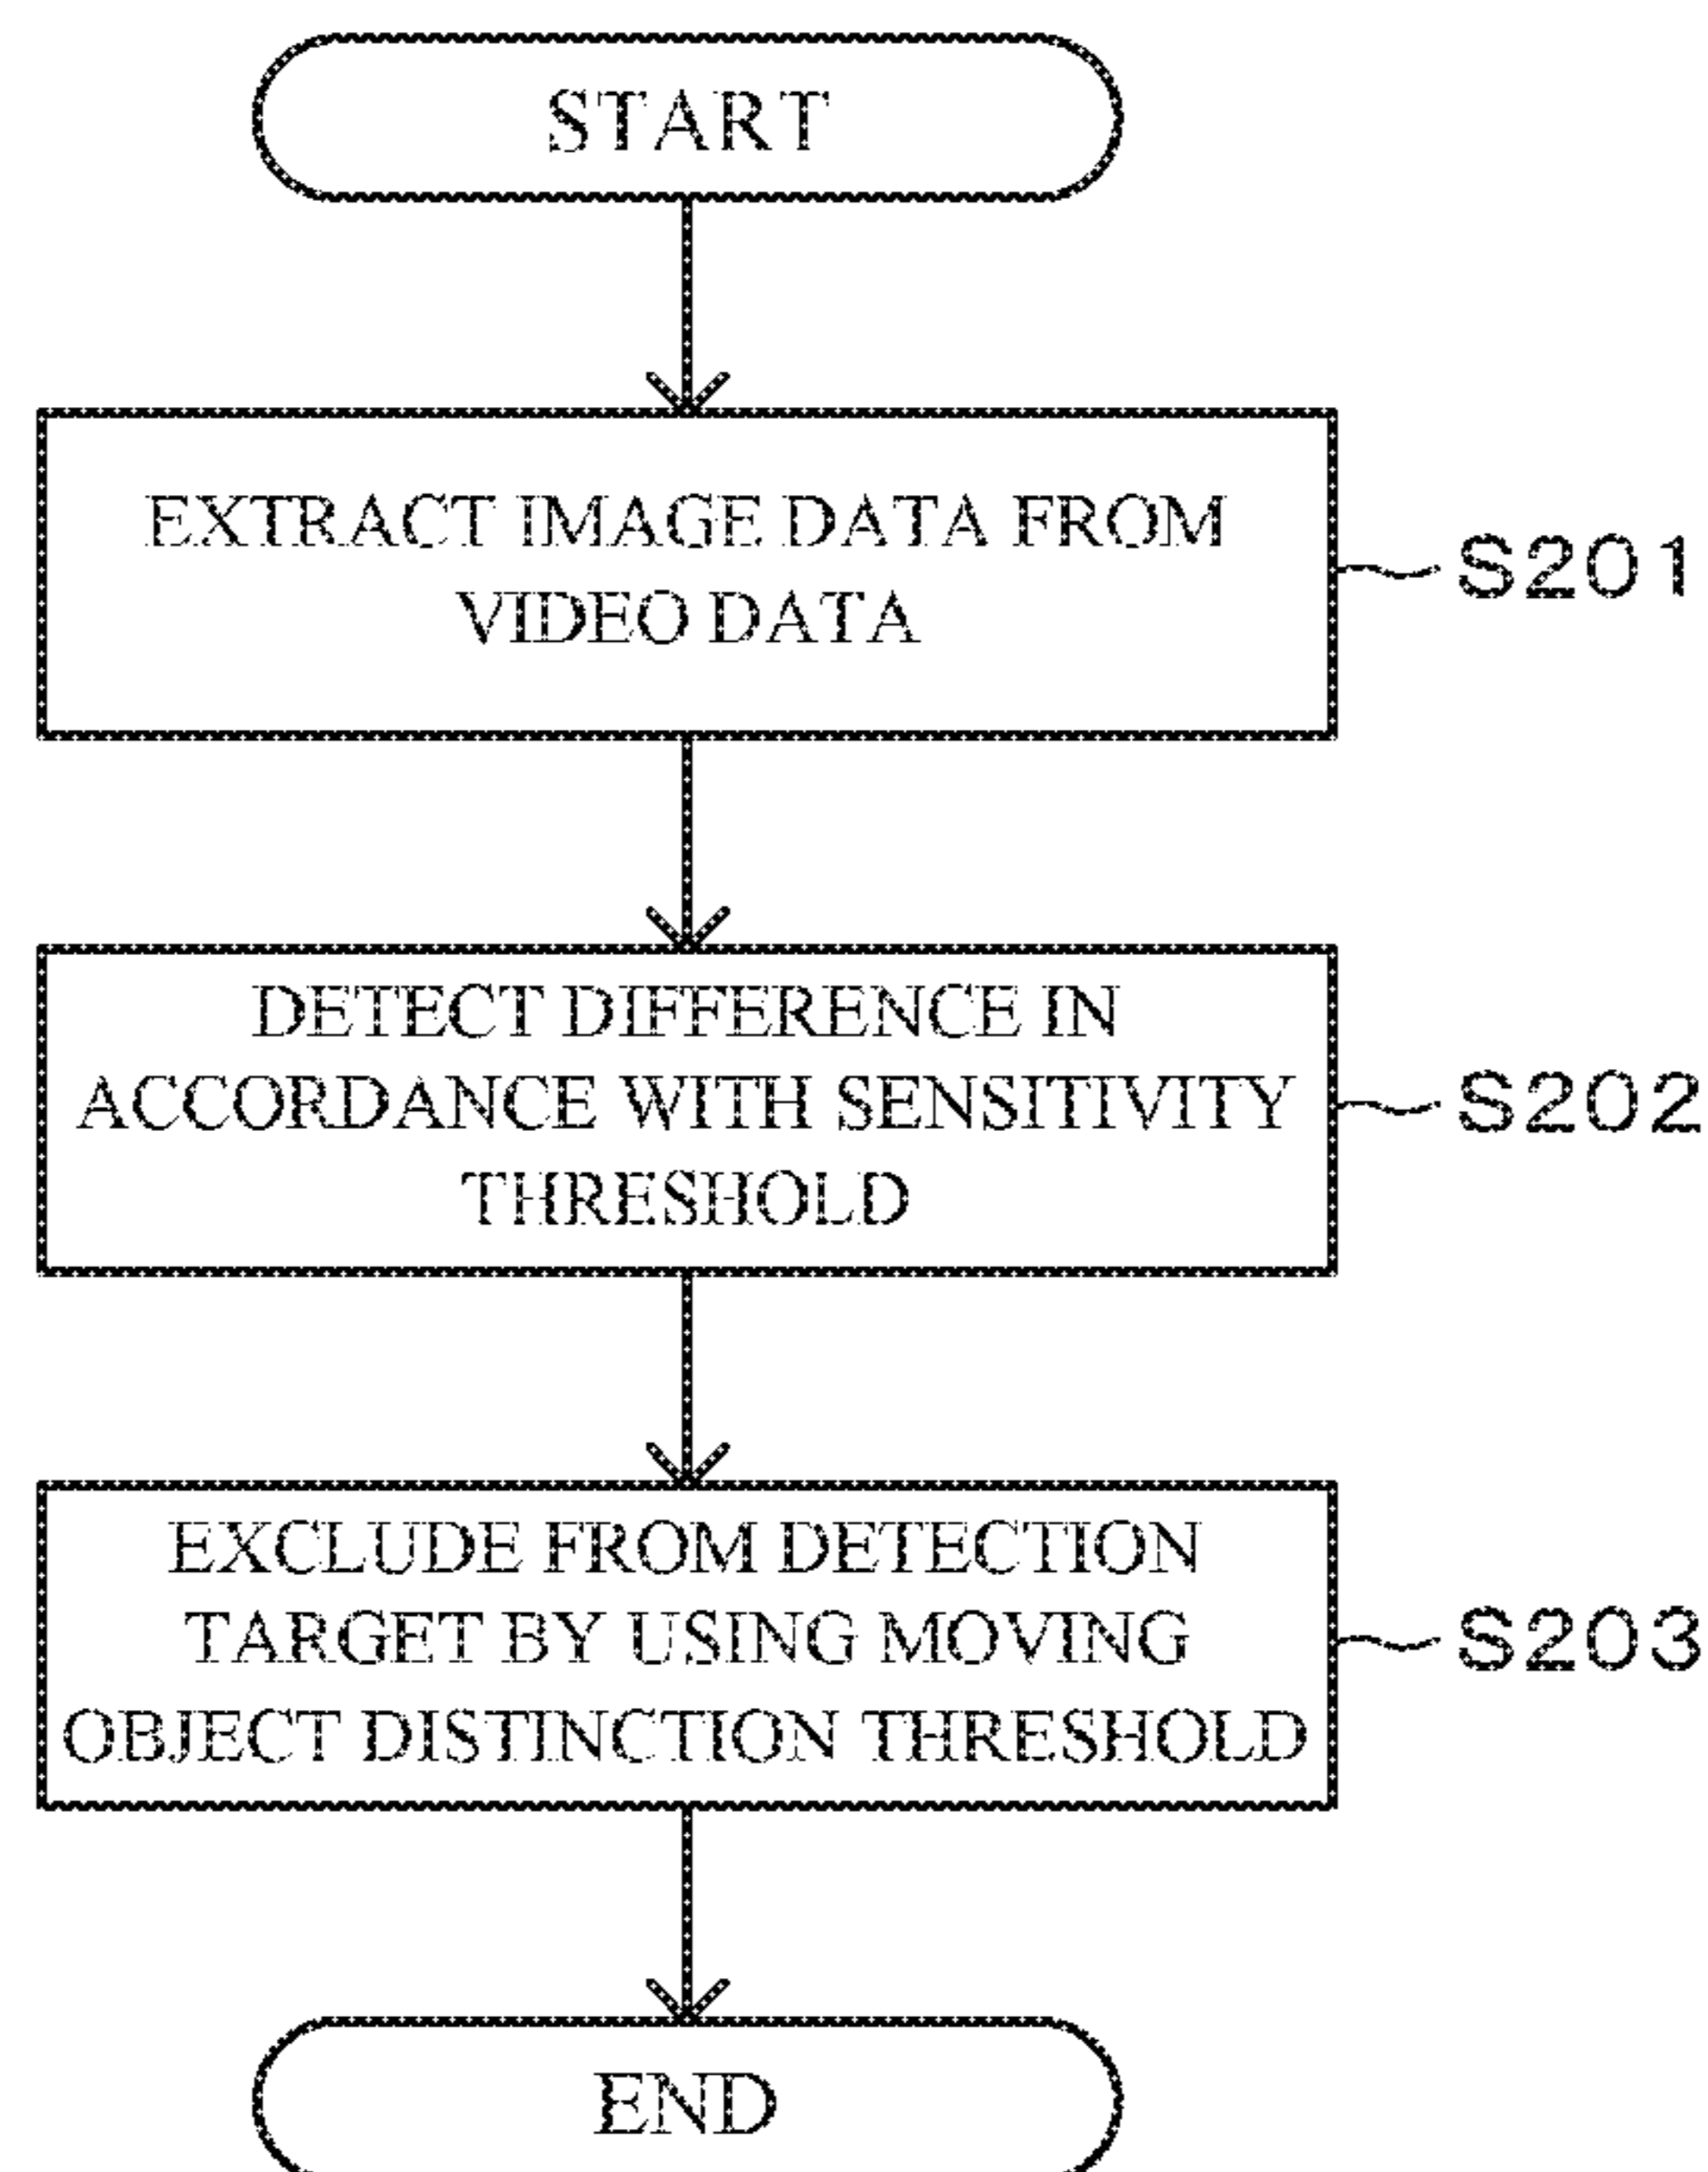 START
EXTRACT IMAGE DATA FROM
VIDEO DATA
S201
DETECT DIFFERENCE IN
ACCORDANCE WITH SENSITIVITY
THRESHOLD
S202
EXCLUDE FROM DETECTION
TARGET BY USING MOVING
OBJECT DISTINCTION THRESHOLD
S203
END